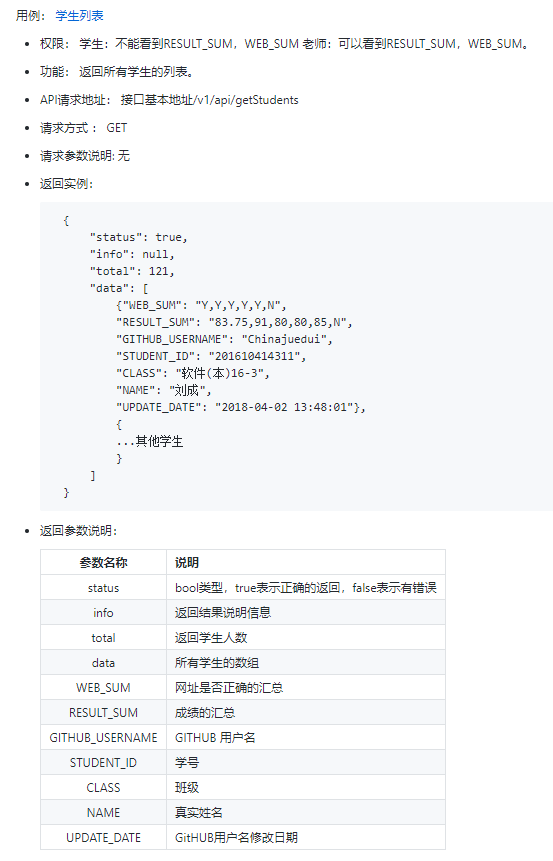 用例： 学生列表
• 权限： 学生：不能看到RESULT_SUM，WEB_SUM 老师：可以看到RESULT_SUM，WEB_SUM。
• 功能： 返回所有学生的列表。
• API请求地址： 接口基本地址/v1/api/getStudents
• 请求方式 ： GET
• 请求参数说明: 无
• 返回实例：
{
"status": true,
"info": null,
"total": 121,
"data": [
{"WEB_SUM": "Y,Y,Y,Y,Y,N",
"RESULT_SUM": "83.75,91,80,80,85,N",
"GITHUB_USERNAME": "Chinajuedui",
"STUDENT_ID": "201610414311",
"CLASS": "软件(本)16-3",
"NAME": "刘成",
"UPDATE_DATE": "2018-04-02 13:48:01"},
{
...其他学生
}
]
}
• 返回参数说明：
参数名称 说明
status bool类型，true表示正确的返回，false表示有错误
info 返回结果说明信息
total 返回学生人数
data 所有学生的数组
WEB_SUM 网址是否正确的汇总
RESULT_SUM 成绩的汇总
GITHUB_USERNAME GITHUB 用户名
STUDENT_ID 学号
CLASS 班级
NAME 真实姓名
UPDATE_DATE GitHUB用户名修改日期